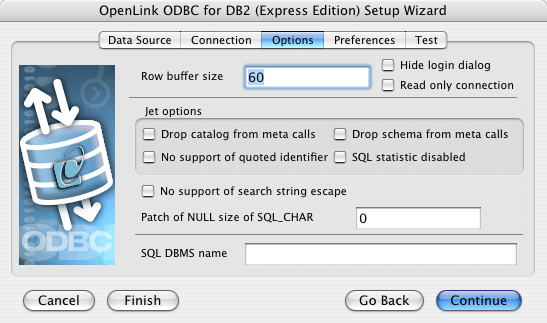 OpenLink ODBC for DB2 (Express Edition) Setup Wizard
Data Source Connection Options Preferences Test
Row buffer size 60
Hide login dialog
Read only connection
Jet options
Drop catalog from meta calls Drop schema from meta calls
No support of quoted identifier SQL statistic disabled
No support of search string escape
Patch of NULL size of SQL_CHAR 0
SQL DBMS name
ODBC
Cancel Finish Go Back Continue